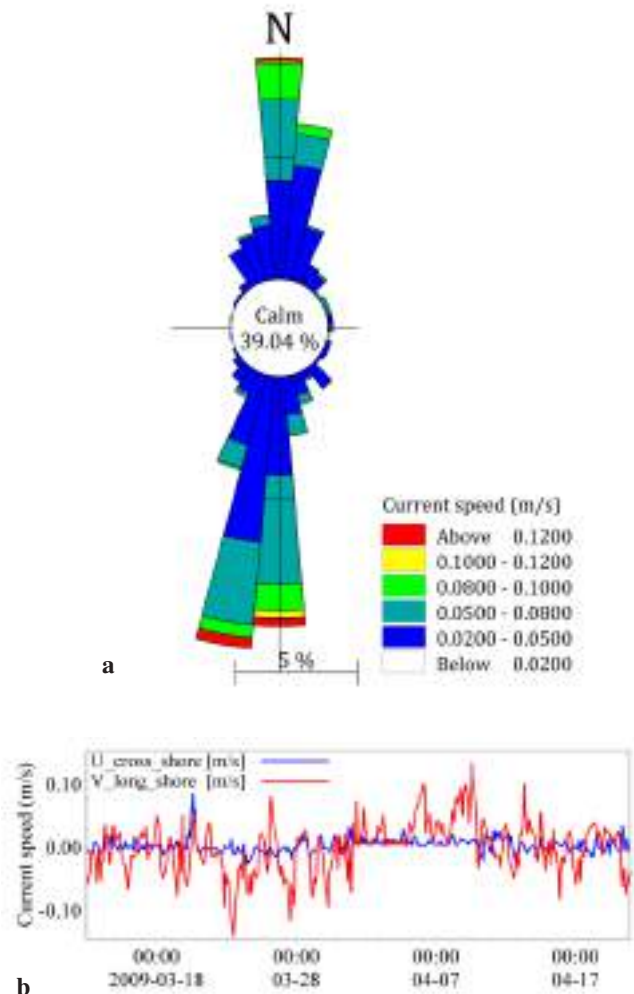 N
Calm
39.04 %
Current speed (m/s)
Above 0.1200
0.1000 - 0.1200
0.0800 - 0.1000
0.0500 - 0.0800
0.0200 - 0.0500
Below 0.0200
5 %
a
U_cross_shore [m/s]
V_long_shore [m/s]
Current speed (m/s)
0.10
0.00
-0.10
00:00 00:00 00:00 00:00
2009-03-18 03-28 04-07 04-17
b